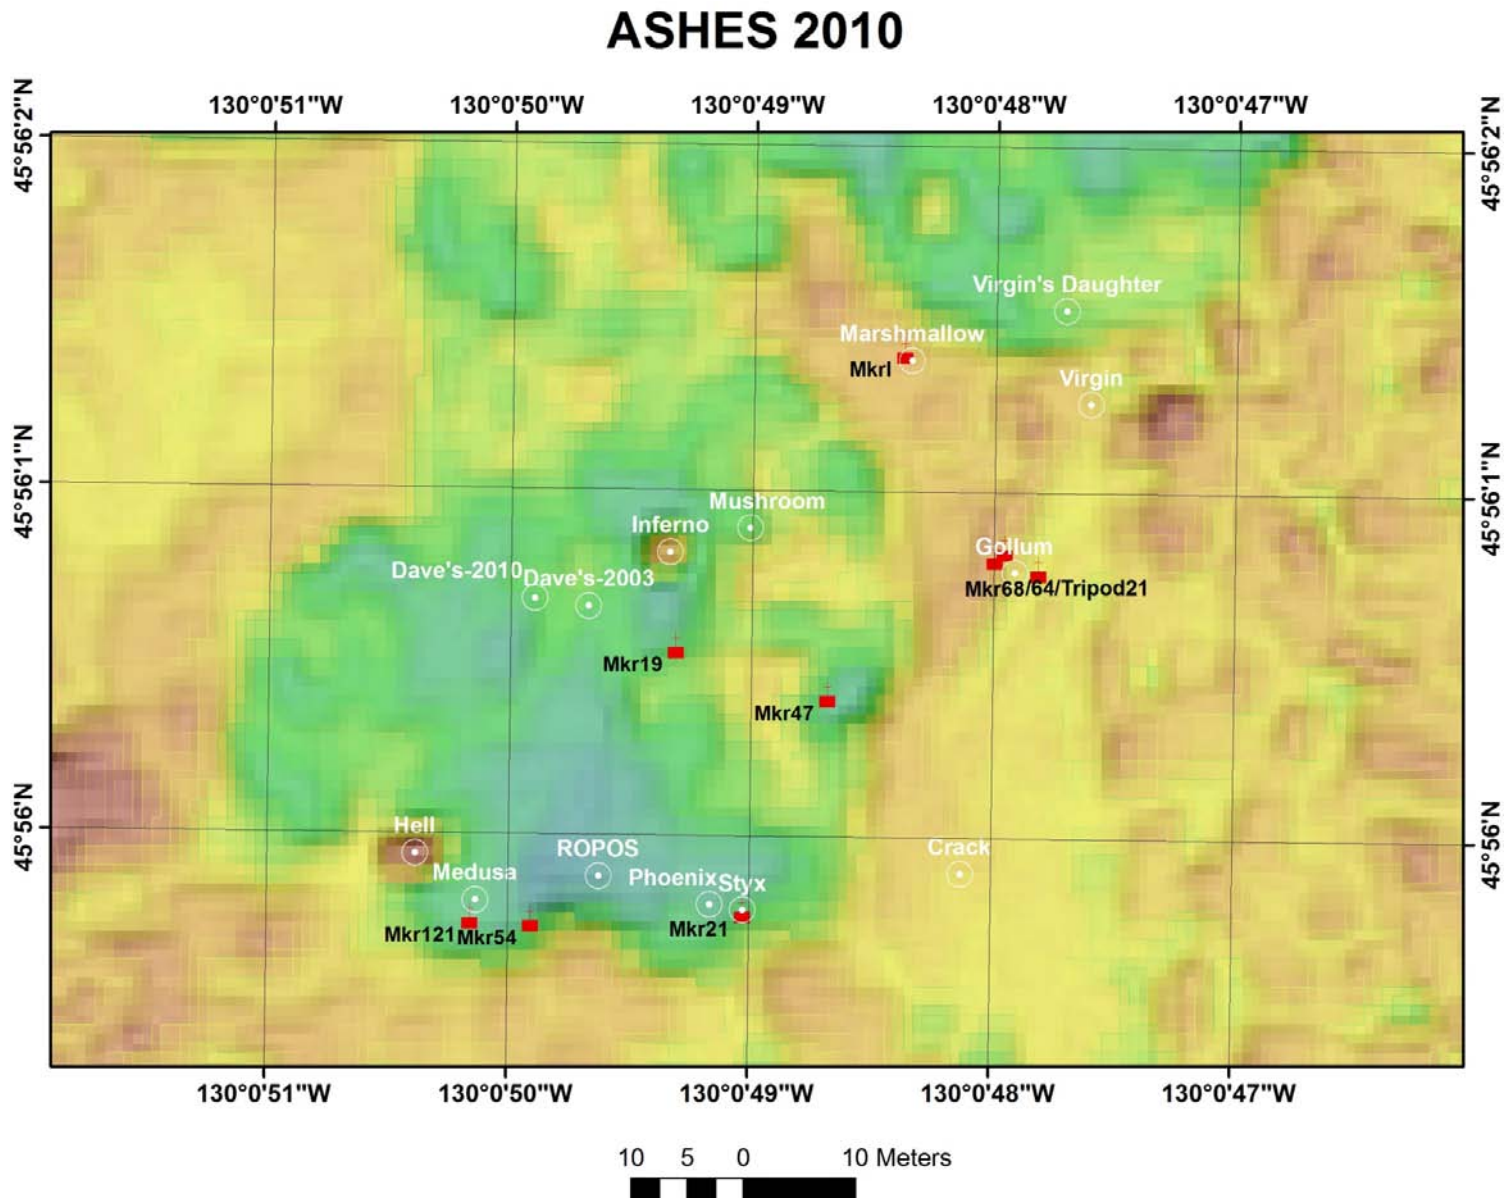 ASHES 2010
130°0'51"W 130°0'50"W 130°0'49"W 130°0'48"W 130°0'47"W
45°56'2"N
45°56'2"N
Virgin's Daughter
Marshmallow
MkrI
Virgin
45°56'1"N
45°56'1"N
Mushroom
Inferno
Gollum
Dave's-2010
Dave's-2003
Mkr68/64/Tripod21
Mkr19
Mkr47
45°56'N
45°56'N
Hell
ROPOS
Crack
Medusa
Phoenix
Styx
Mkr121
Mkr54
Mkr21
130°0'51"W 130°0'50"W 130°0'49"W 130°0'48"W 130°0'47"W
10 5 0 10 Meters